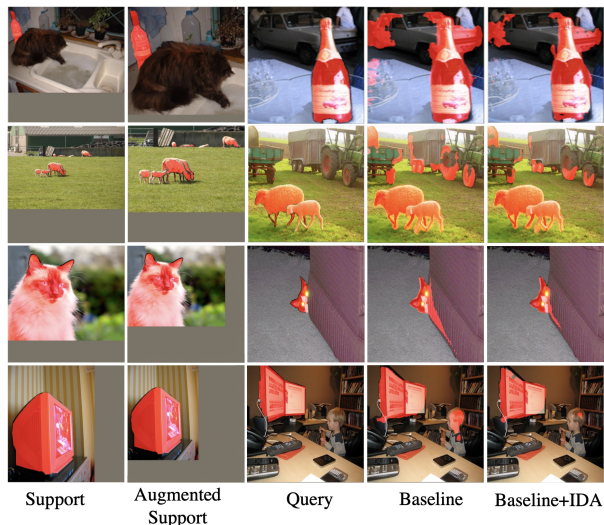 Support
Augmented
Support
Query
Baseline
Baseline+IDA